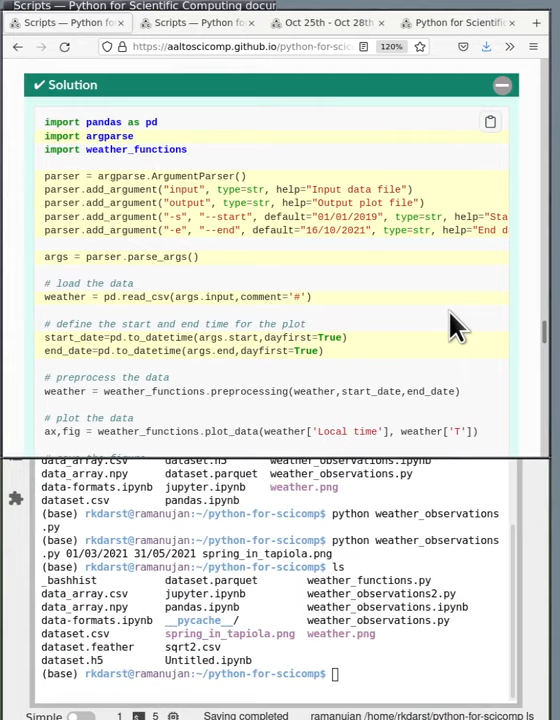 Scripts — Python for Scientific Computing docur
Scripts — Python fo
Scripts — Python fo
Oct 25th - Oct 28th
Python for Scientific
https://aaltoscicomp.github.io/python-for-scic
120%
✔ Solution
import pandas as pd
import argparse
import weather_functions
parser = argparse.ArgumentParser()
parser.add_argument("input", type=str, help="Input data file")
parser.add_argument("output", type=str, help="Output plot file")
parser.add_argument("-s", "--start", default="01/01/2019", type=str, help="Sta
parser.add_argument("-e", "--end", default="16/10/2021", type=str, help="End d
args = parser.parse_args()
# load the data
weather = pd.read_csv(args.input,comment='#')
# define the start and end time for the plot
start_date=pd.to_datetime(args.start,dayfirst=True)
end_date=pd.to_datetime(args.end,dayfirst=True)
# preprocess the data
weather = weather_functions.preprocessing(weather,start_date,end_date)
# plot the data
ax,fig = weather_functions.plot_data(weather['Local time'], weather['T'])
data_array.csv dataset.h5 weather_observations.ipynb
data_array.npy dataset.parquet weather_observations.py
data-formats.ipynb jupyter.ipynb weather.png
dataset.csv pandas.ipynb
(base) rkdarst@ramanujan:~/python-for-scicomp$ python weather_observations
.py
(base) rkdarst@ramanujan:~/python-for-scicomp$ python weather_observations
.py 01/03/2021 31/05/2021 spring_in_tapiola.png
(base) rkdarst@ramanujan:~/python-for-scicomp$ ls
_bashhist dataset.parquet weather_functions.py
data_array.csv jupyter.ipynb weather_observations2.py
data_array.npy pandas.ipynb weather_observations.ipynb
data-formats.ipynb __pycache__/ weather_observations.py
dataset.csv spring_in_tapiola.png weather.png
dataset.feather sqrt2.csv
dataset.h5 Untitled.ipynb
(base) rkdarst@ramanujan:~/python-for-scicomp$
Simple 1 5 Saving completed ramanujan /home/rkdarst/python-for-scicomp ls